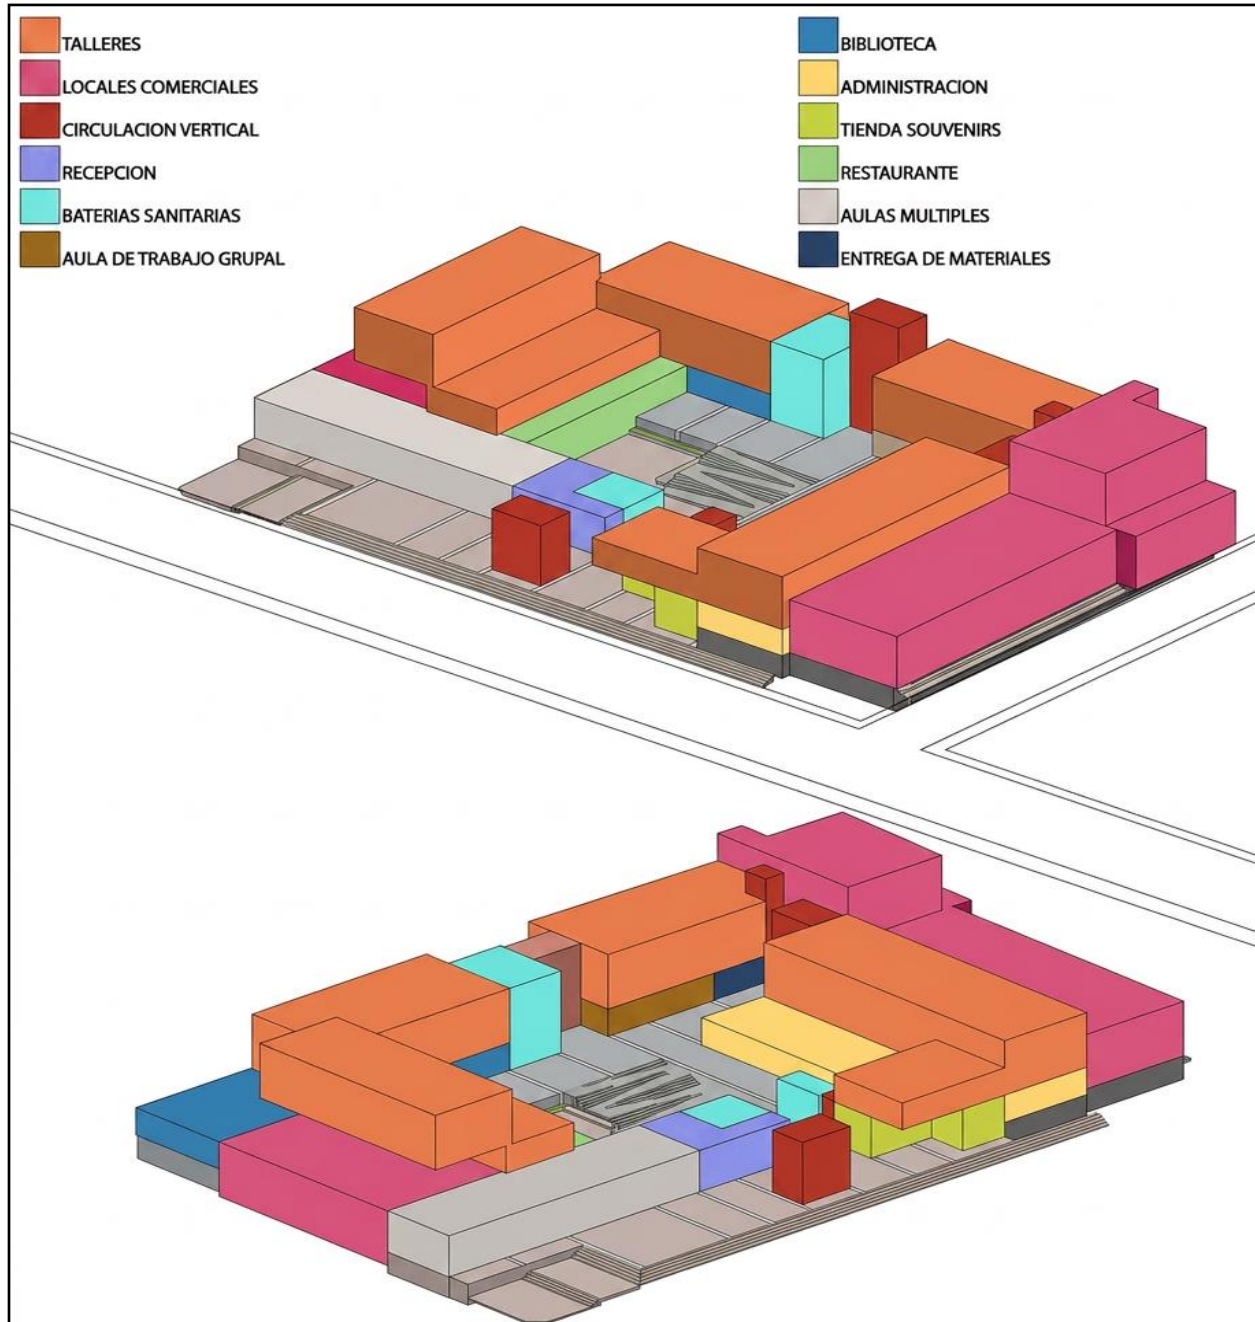 TALLERES
LOCALES COMERCIALES
CIRCULACION VERTICAL
RECEPCION
BATERIAS SANITARIAS
AULA DE TRABAJO GRUPAL
BIBLIOTECA
ADMINISTRACION
TIENDA SOUVENIRS
RESTAURANTE
AULAS MULTIPLES
ENTREGA DE MATERIALES